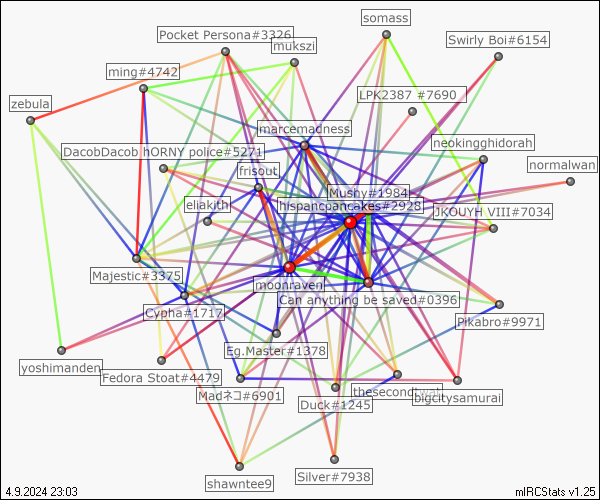 somass
Pocket Persona#3326
Swirly Boi#6154
mukszi
ming#4742
LPK2387 #7690
zebula
marcemadness
neokingghidorah
DacobDacob
hORNY police#5271
normalwan
frisout
Mushy#1984
eliakithl
hispancpancakes#2928
JKOUYH VIII#7034
Majestic#3375
moonraven
Can anything be saved#0396
Cypha#1717
Pikabro#9971
Eg.Master#1378
yoshimanden
Fedora Stoat#4479
Madネコ#6901
bigcitysamurai
Duck#1245
shawntee9
Silver#7938
4.9.2024 23:03
mIRCStats v1.25